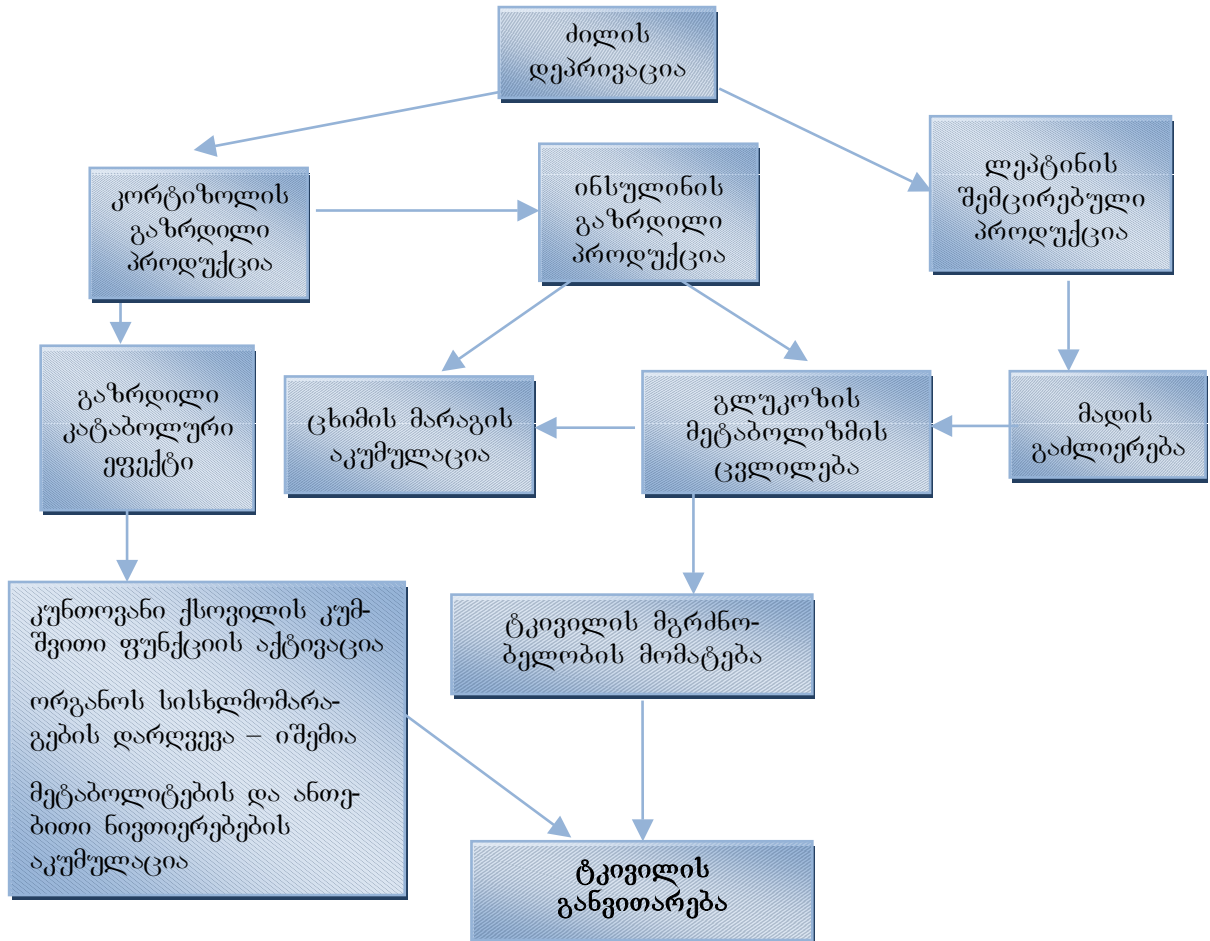 ძილის
დეპრივაცია
კორტიზოლის
გაზრდილი
პროდუქცია
ინსულინის
გაზრდილი
პროდუქცია
ლეპტინის
შემცირებული
პროდუქცია
გაზრდილი
კატაბოლური
ეფექტი
ცხიმის მარაგის
აკუმულაცია
გლუკოზის
მეტაბოლიზმის
ცვლილება
მადის
გაძლიერება
კუნთოვანი ქსოვილის კუმ-
შვითი ფუნქციის აქტივაცია
ორგანოს სისხლმომარა-
გების დარღვევა – იშემია
მეტაბოლიტების და ანთე-
ბითი ნივთიერებების
აკუმულაცია
ტკივილის მგრძნო-
ბელობის მომატება
ტკივილის
განვითარება